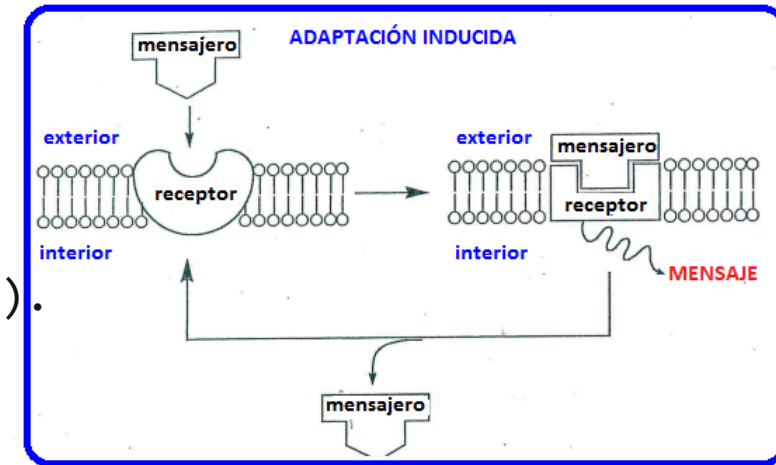 ADAPTACIÓN INDUCIDA
mensajero
exterior
receptor
interior
exterior
mensajero
receptor
interior
MENSAJE
) .
mensajero